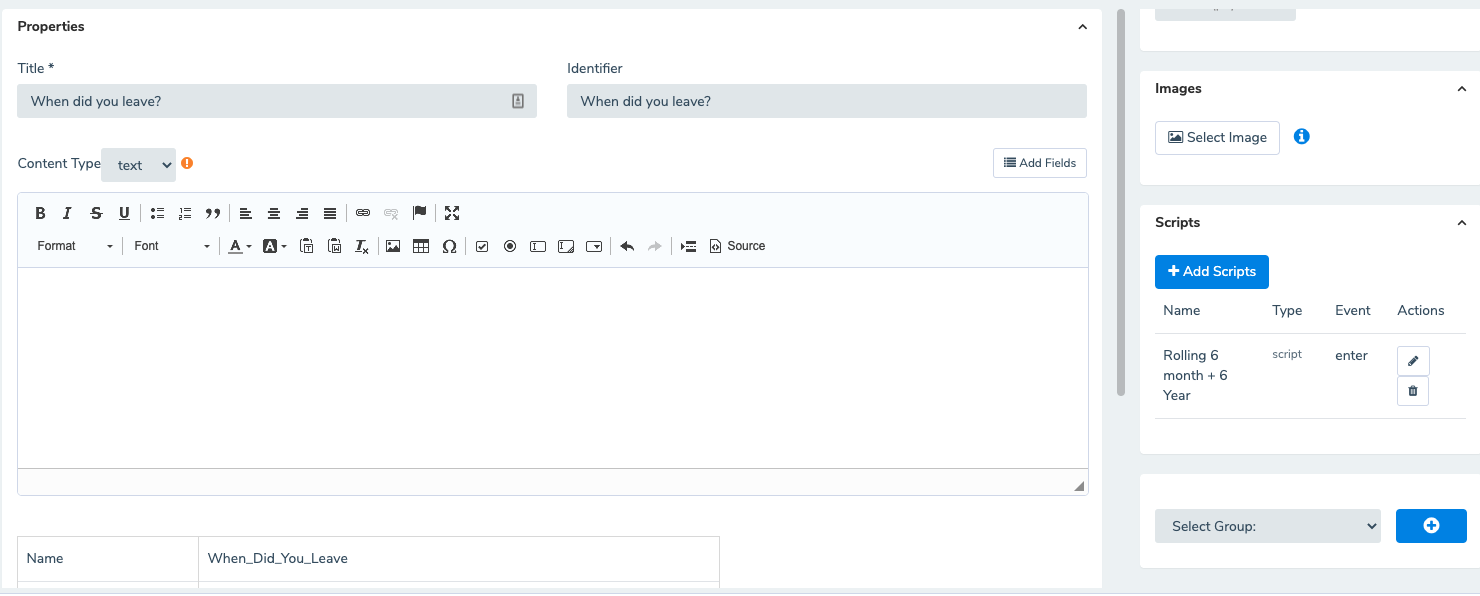 Properties
Title *
Identifier
When did you leave?
When did you leave?
Content Type
text
Add Fields
Format
Font
Source
Name
When_Did_You_Leave
Images
Select Image
Scripts
Add Scripts
Name Type Event Actions
Rolling 6 script enter
month + 6
Year
Select Group: